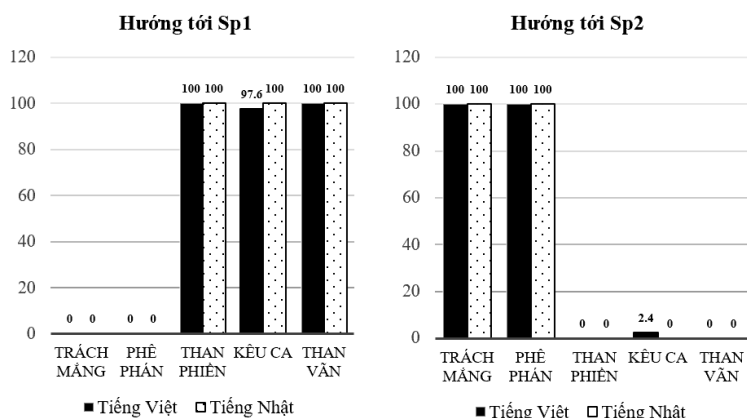 Hướng tới Sp1
120
100
80
60
40
20
0
0 0
0 0
100 100
97.6 100
100 100
TRÁCH MẮNG
PHÊ PHÁN
THAN PHIỀN
KÊU CA
THAN VÃN
Tiếng Việt Tiếng Nhật
Hướng tới Sp2
120
100
80
60
40
20
0
100 100
100 100
0 0
2.4 0
0 0
TRÁCH MẮNG
PHÊ PHÁN
THAN PHIỀN
KÊU CA
THAN VÃN
Tiếng Việt Tiếng Nhật